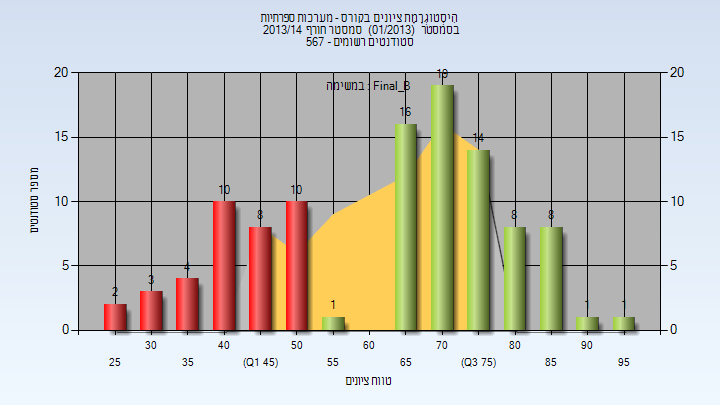 היסטוגרמת ציונים בקורס - מערכות ספרתיות
בסמסטר (01/2013) סמסטר חורף 2013/14
סטודנטים רשומים - 567
במשימה : Final_B
מספר סטודנטים
20 20
15 15
10 10
5 5
0 0
2 3 4 10 8 10 1 16 19 14 8 8 1 1
30 40 50 60 70 80 90
25 35 (Q1 45) 55 65 (Q3 75) 85 95
טווח ציונים